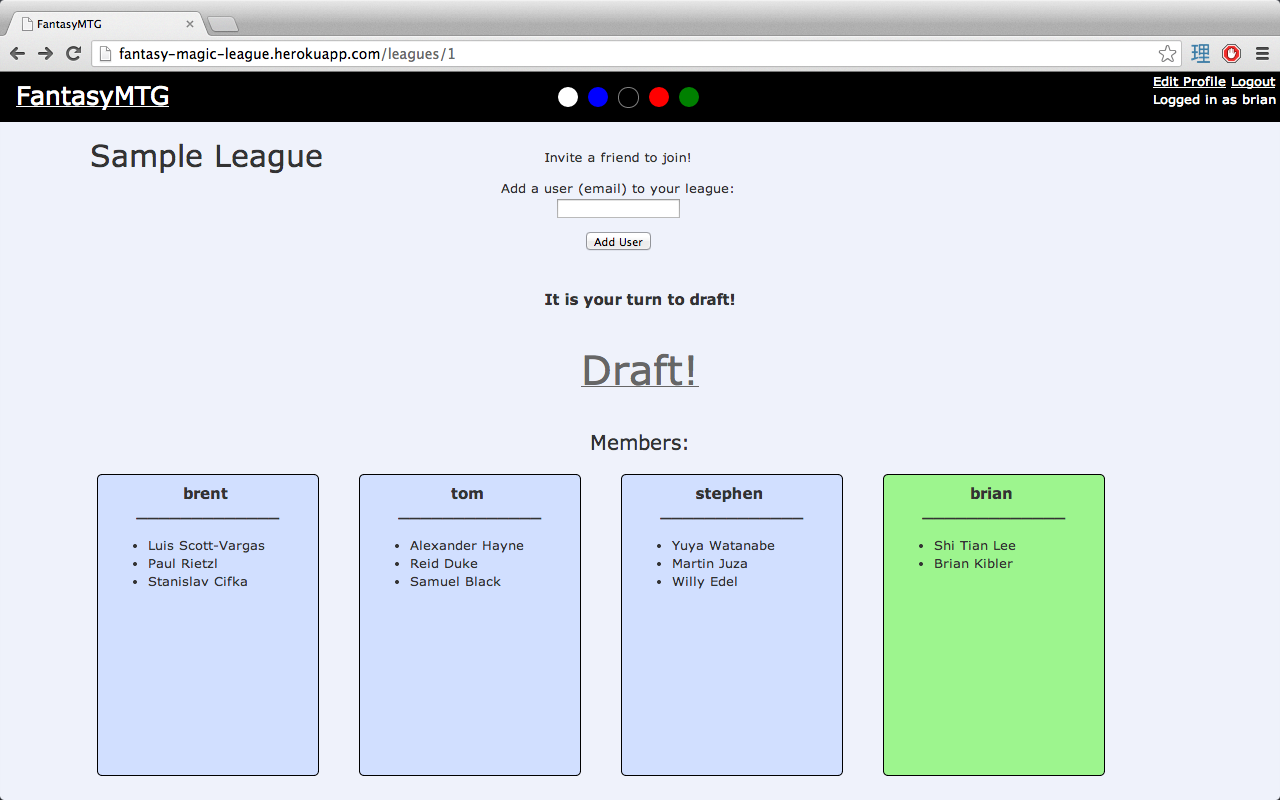 FantasyMTG
fantasy-magic-league.herokuapp.com/leagues/1
理
FantasyMTG
Edit Profile Logout
Logged in as brian
Sample League
Invite a friend to join!
Add a user (email) to your league:
Add User
It is your turn to draft!
Draft!
Members:
brent
Luis Scott-Vargas
Paul Rietzl
Stanislav Cifka
tom
Alexander Hayne
Reid Duke
Samuel Black
stephen
Yuya Watanabe
Martin Juza
Willy Edel
brian
Shi Tian Lee
Brian Kibler